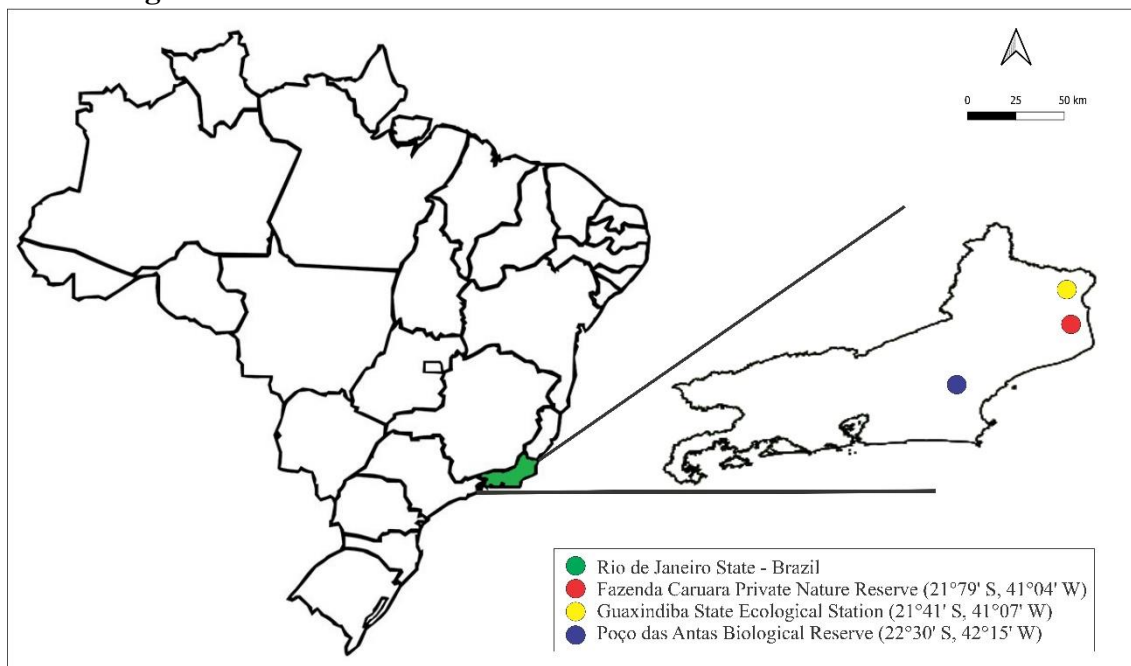 0 25 50 km
Rio de Janeiro State - Brazil
Fazenda Caruara Private Nature Reserve (21°79' S, 41°04' W)
Guaxindiba State Ecological Station (21°41' S, 41°07' W)
Poço das Antas Biological Reserve (22°30' S, 42°15' W)